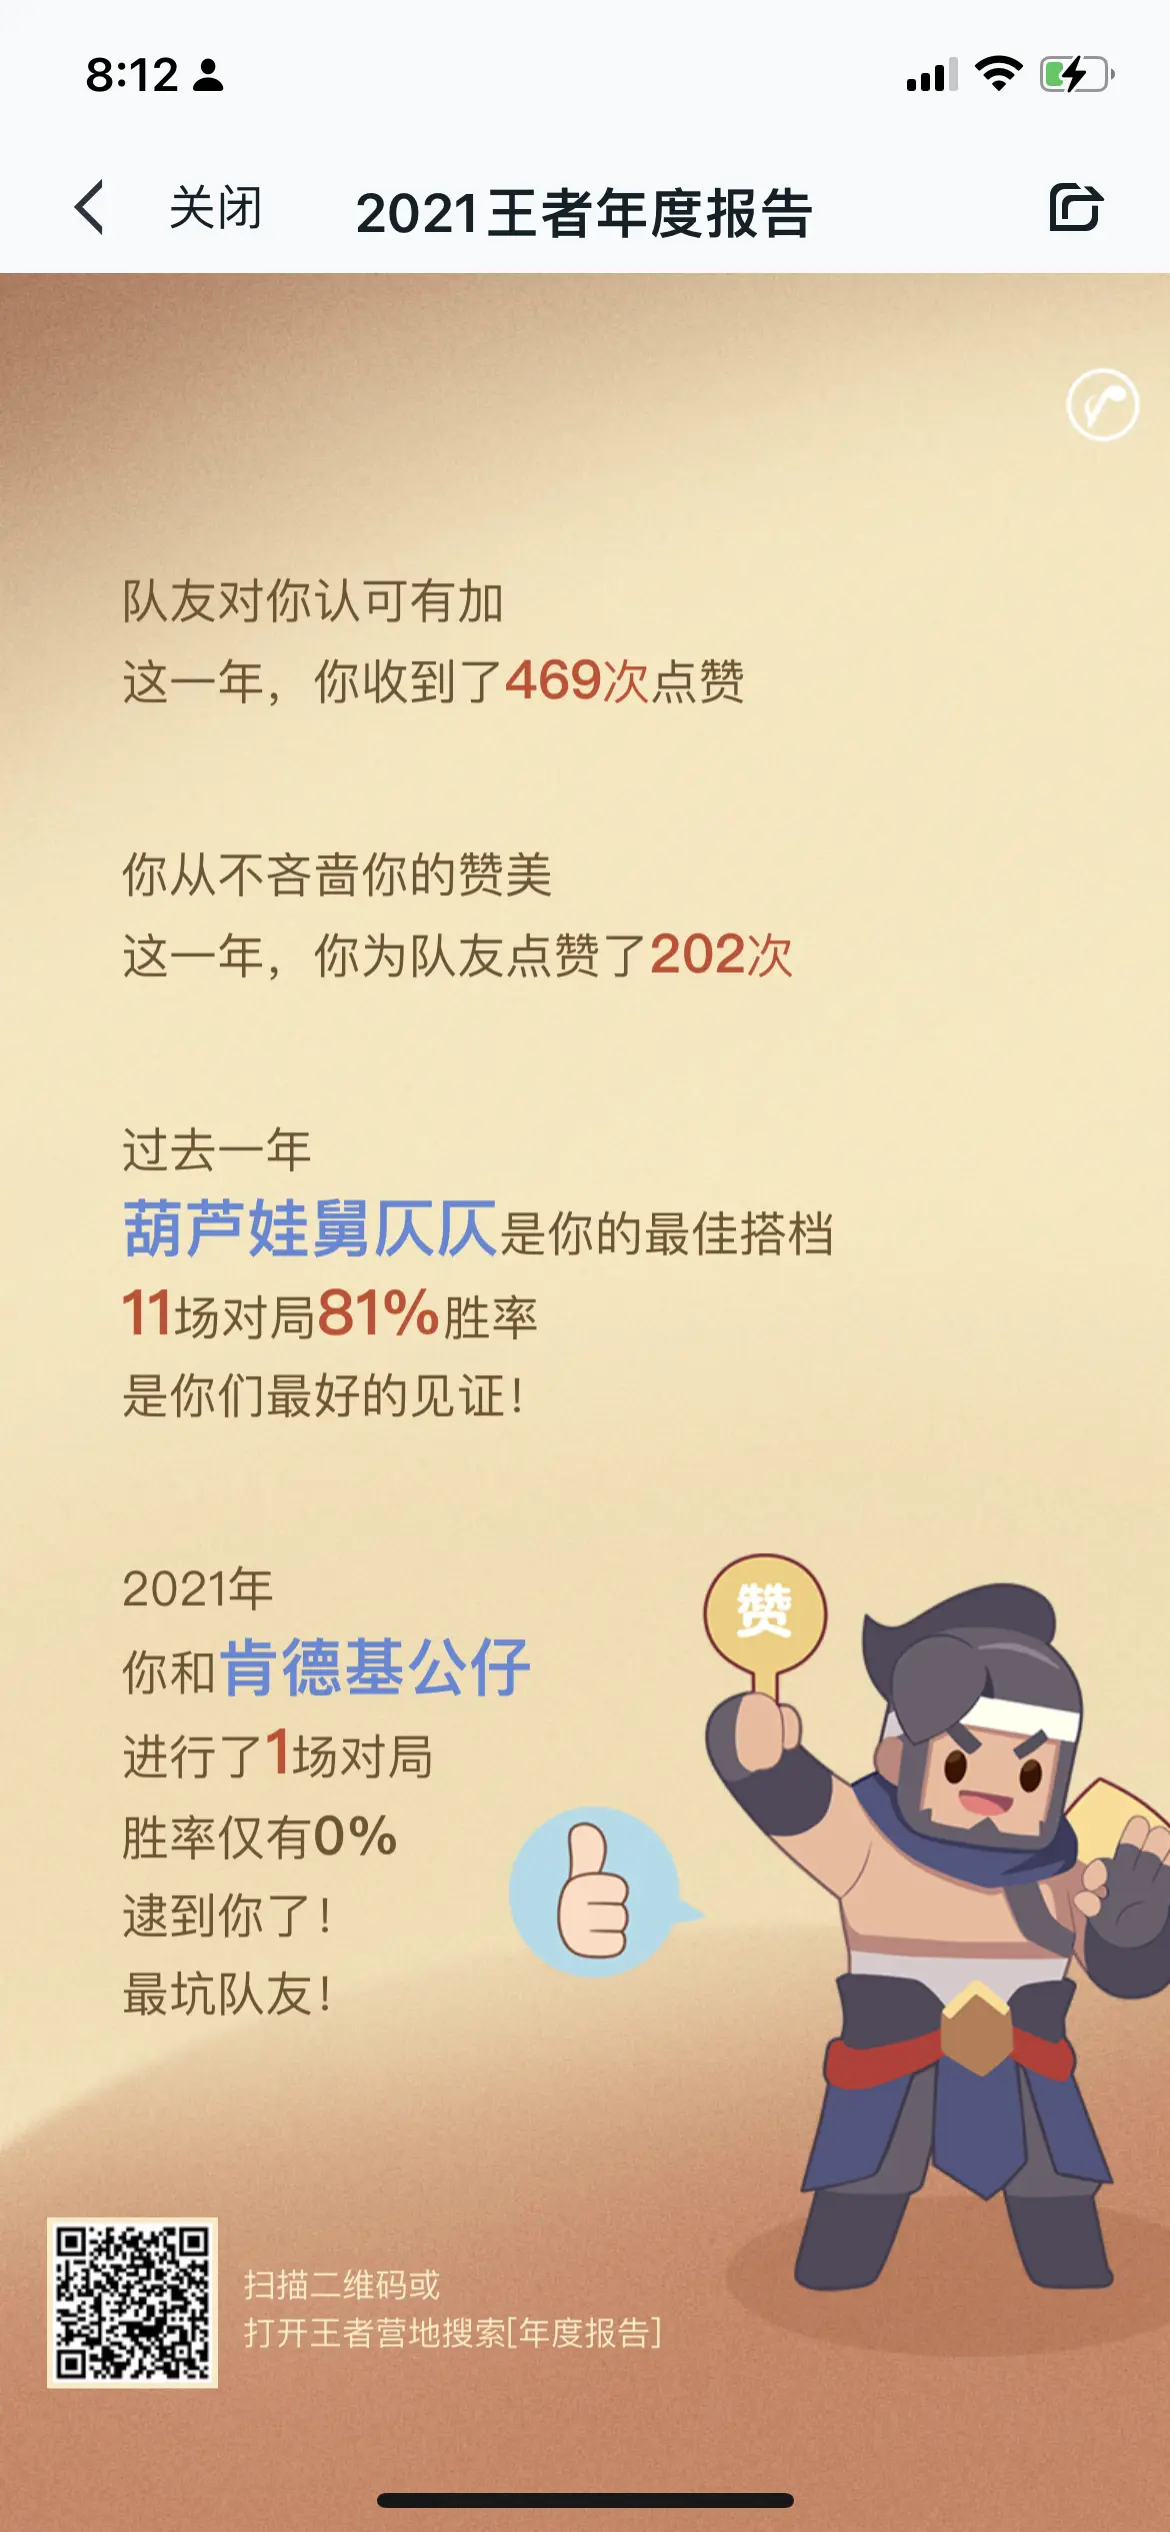 8:12
关闭
2021王者年度报告
队友对你认可有加
这一年，你收到了469次点赞
你从不吝啬你的赞美
这一年，你为队友点赞了202次
过去一年
葫芦娃舅仄仄是你的最佳搭档
11场对局81%胜率
是你们最好的见证！
2021年
你和肯德基公仔
进行了1场对局
胜率仅有0%
逮到你了！
最坑队友！
赞
扫描二维码或
打开王者营地搜索[年度报告]